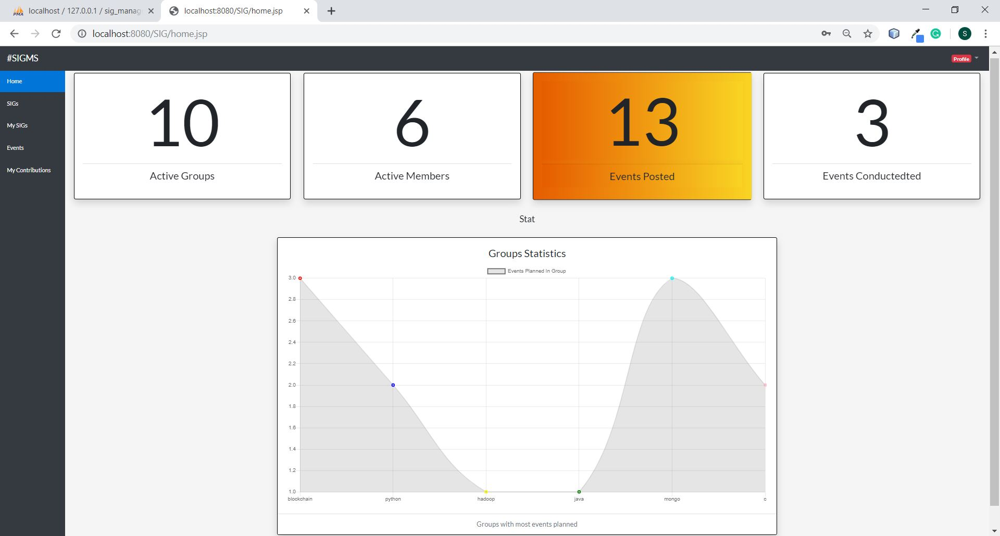 localhost / 127.0.0.1 / sig_manag
localhost:8080/SIG/home.jsp
localhost:8080/SIG/home.jsp
S
#SIGMS
Profile
Home
SIGs
My SIGs
Events
My Contributions
10
Active Groups
6
Active Members
13
Events Posted
3
Events Conductedted
Stat
Groups Statistics
Events Planned In Group
3.0
2.8
2.6
2.4
2.2
2.0
1.8
1.6
1.4
1.2
1.0
blockchain python hadoop java mongo c
Groups with most events planned